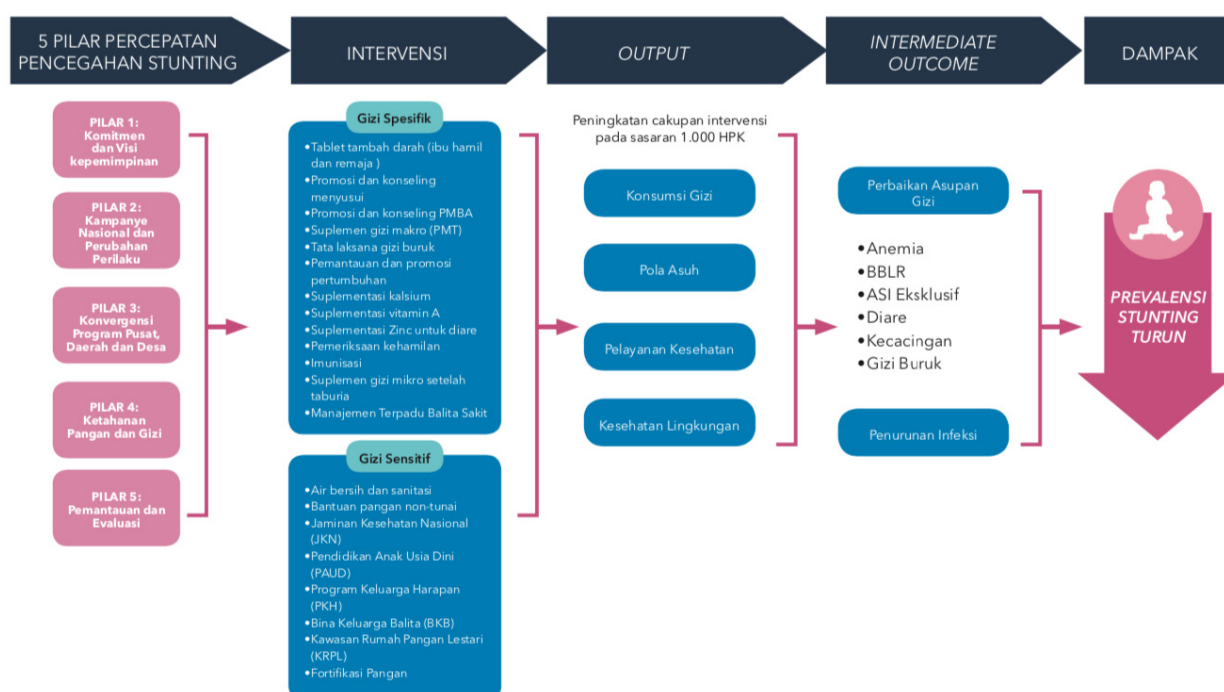 5 PILAR PERCEPATAN
PENCEGAHAN STUNTING
INTERVENSI
OUTPUT
INTERMEDIATE
OUTCOME
DAMPAK
PILAR 1:
Komitmen
dan Visi
kepemimpinan
PILAR 2:
Kampanye
Nasional dan
Perubahan
Perilaku
PILAR 3:
Konvergensi
Program Pusat,
Daerah dan Desa
PILAR 4:
Ketahanan
Pangan dan Gizi
PILAR 5:
Pemantauan dan
Evaluasi
Gizi Spesifik
•Tablet tambah darah (ibu hamil
dan remaja )
•Promosi dan konseling
menyusui
•Promosi dan konseling PMBA
•Suplemen gizi makro (PMT)
•Tata laksana gizi buruk
•Pemantauan dan promosi
pertumbuhan
•Suplementasi kalsium
•Suplementasi vitamin A
•Suplementasi Zinc untuk diare
•Pemeriksaan kehamilan
•Imunisasi
•Suplemen gizi mikro setelah
taburia
•Manajemen Terpadu Balita Sakit
Gizi Sensitif
•Air bersih dan sanitasi
•Bantuan pangan non-tunai
•Jaminan Kesehatan Nasional
(JKN)
•Pendidikan Anak Usia Dini
(PAUD)
•Program Keluarga Harapan
(PKH)
•Bina Keluarga Balita (BKB)
•Kawasan Rumah Pangan Lestari
(KRPL)
•Fortifikasi Pangan
Peningkatan cakupan intervensi
pada sasaran 1.000 HPK
Konsumsi Gizi
Pola Asuh
Pelayanan Kesehatan
Kesehatan Lingkungan
Perbaikan Asupan
Gizi
•Anemia
•BBLR
•ASI Eksklusif
•Diare
•Kecacingan
•Gizi Buruk
Penurunan Infeksi
PREVALENSI
STUNTING
TURUN